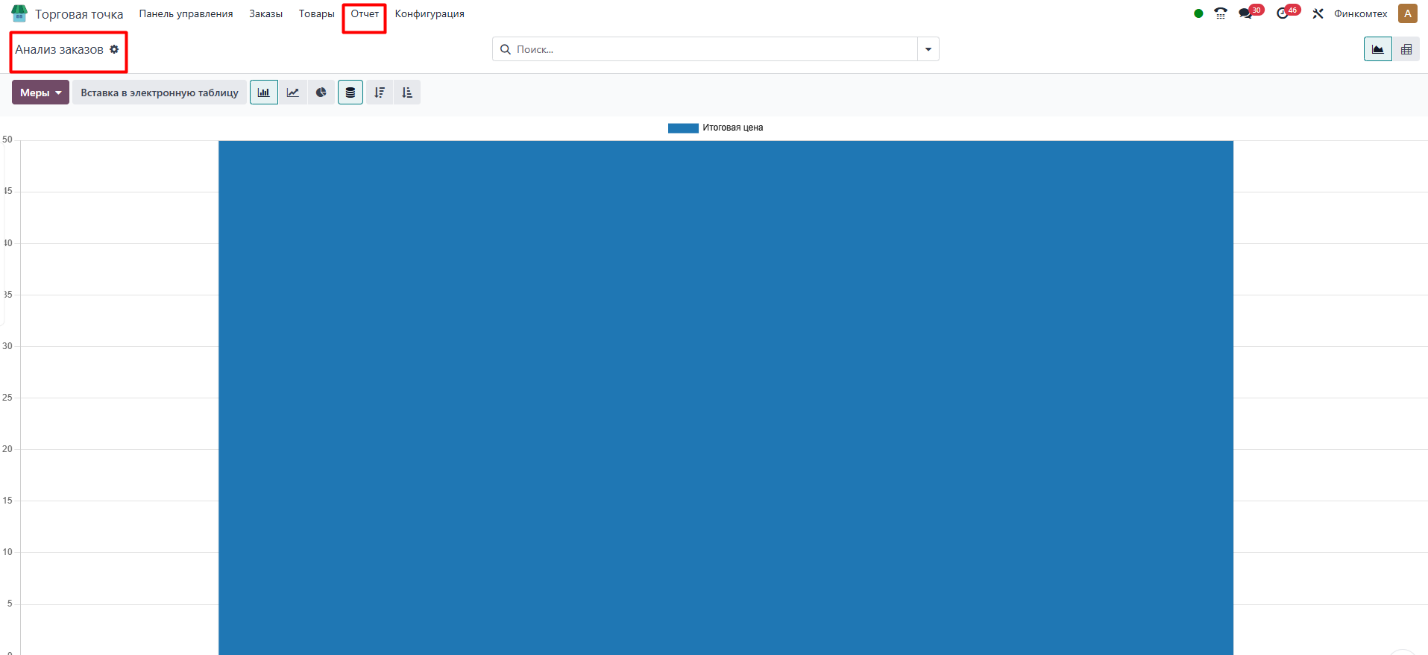 Торговая точка Панель управления Заказы Товары Отчет Конфигурация 30 46 Финкомтех A
Анализ заказов Поиск...
Меры Вставка в электронную таблицу
Итоговая цена
50
45
40
35
30
25
20
15
10
5
0